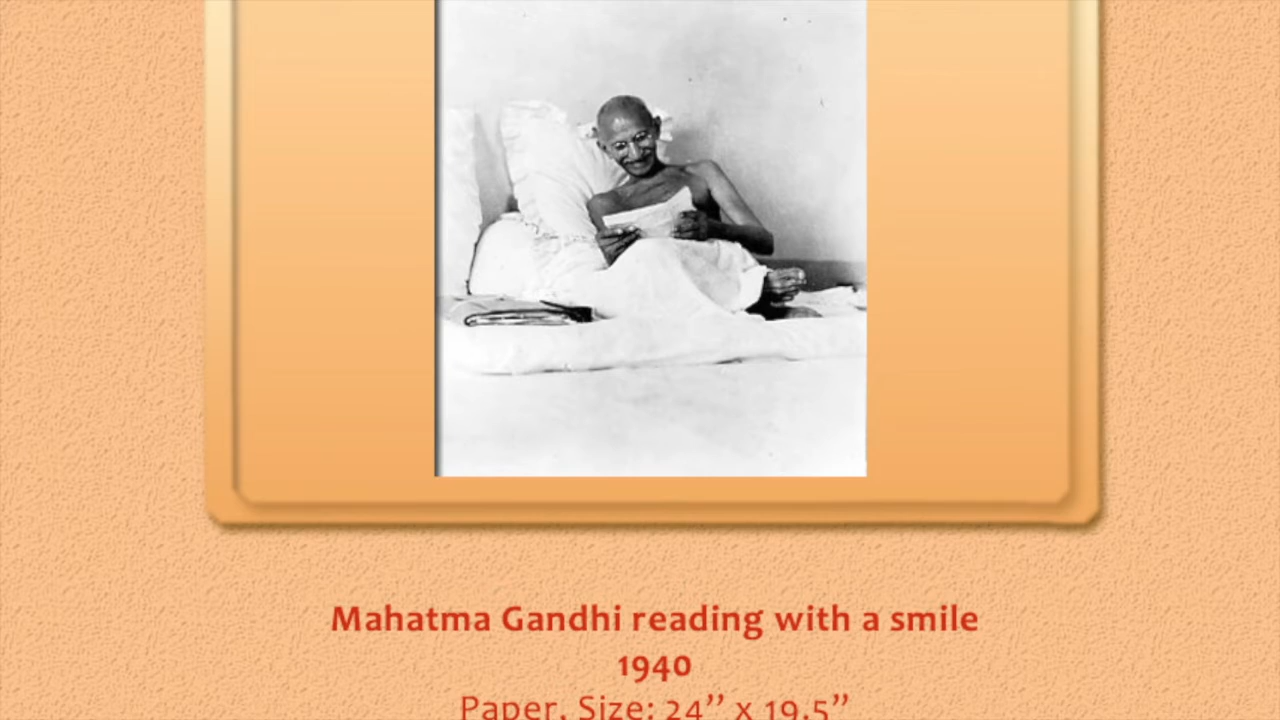 Mahatma Gandhi reading with a smile
1940
Paper, Size: 24’’ x 19.5’’